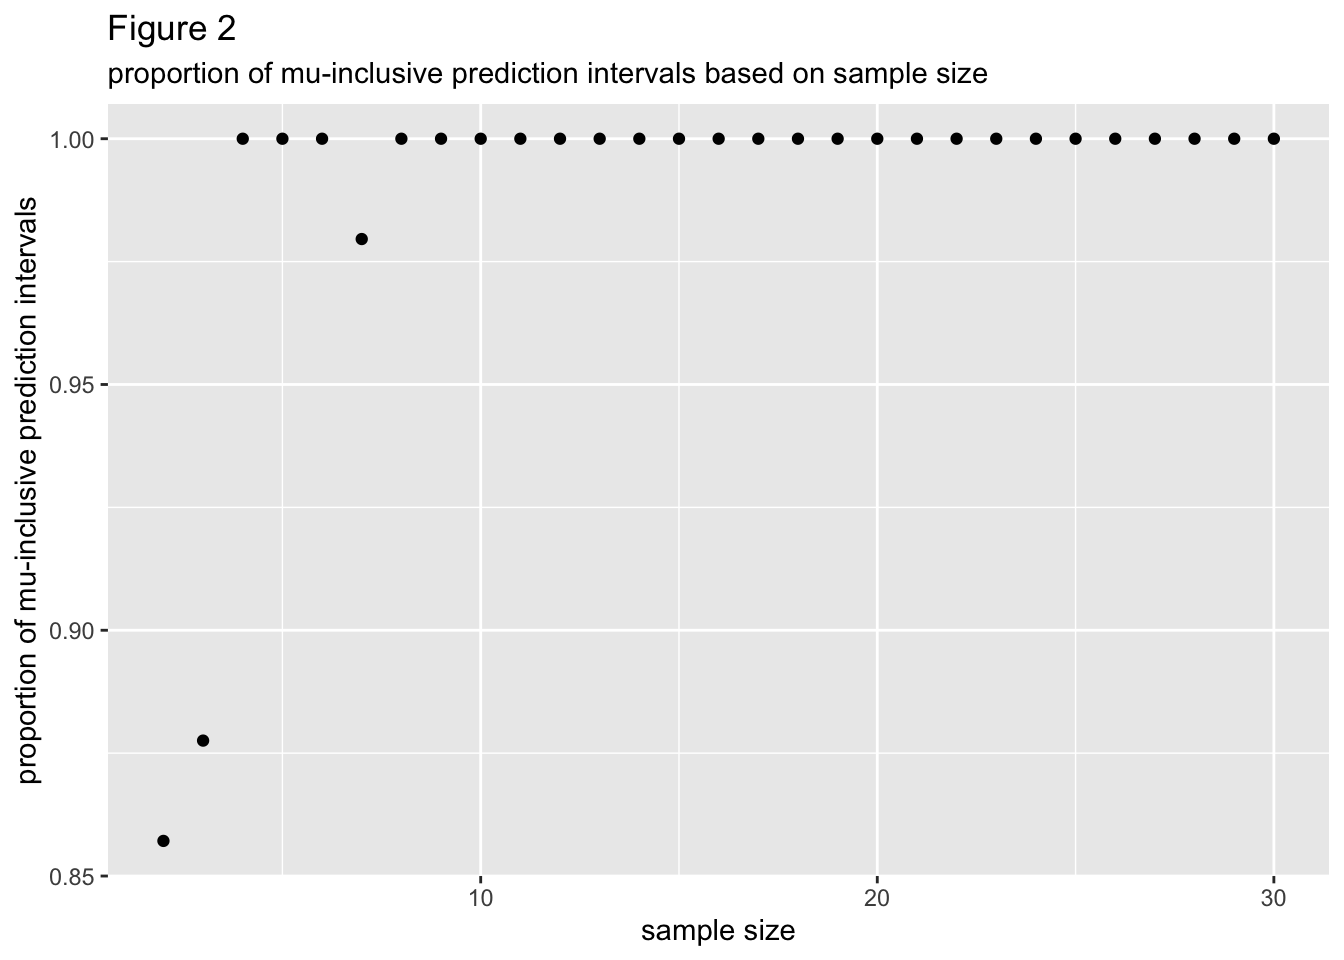 Figure 2
proportion of mu-inclusive prediction intervals based on sample size
proportion of mu-inclusive prediction intervals
1.00
0.95
0.90
0.85
10 20 30
sample size